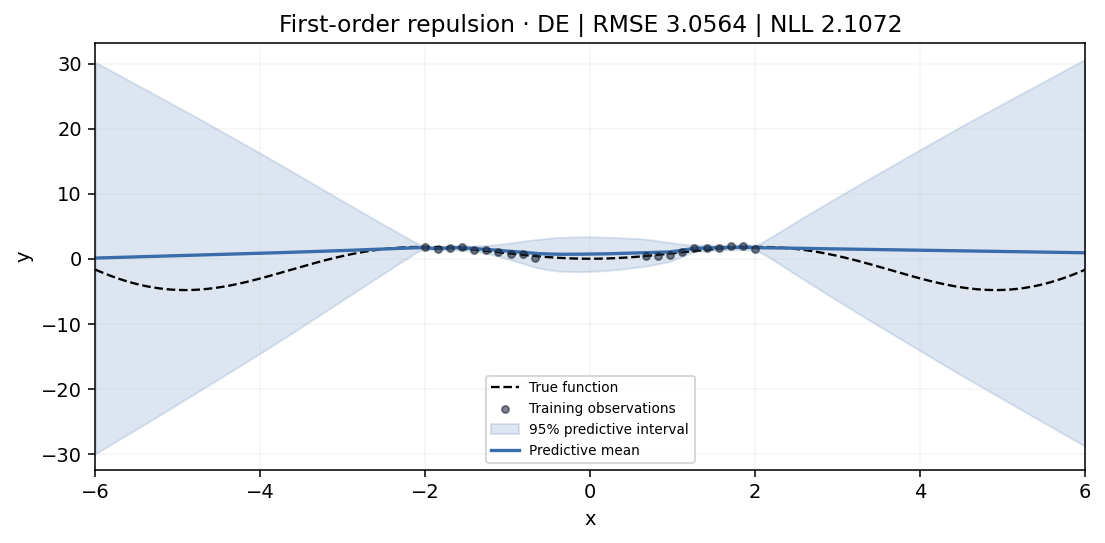 First-order repulsion · DE | RMSE 3.0564 | NLL 2.1072
30
20
10
0
−10
−20
−30
y
True function
Training observations
95% predictive interval
Predictive mean
−6
−4
−2
0
2
4
6
x